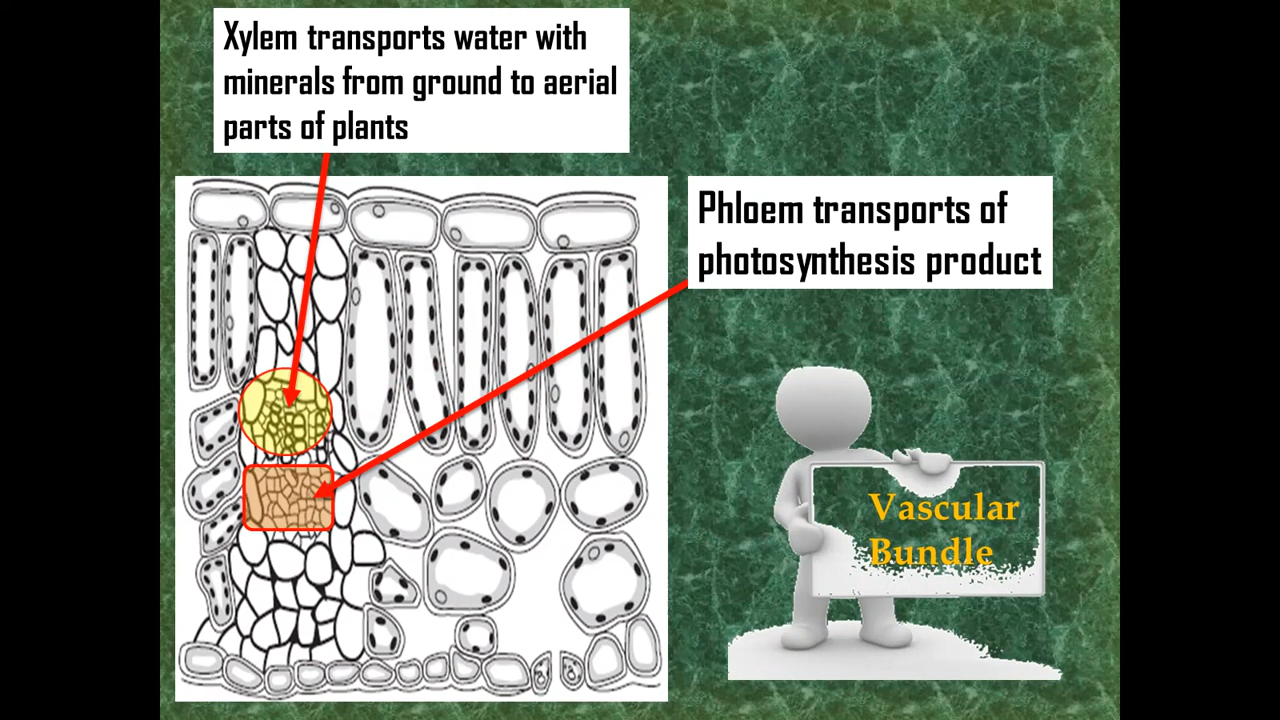 Xylem transports water with
minerals from ground to aerial
parts of plants
Phloem transports of
photosynthesis product
Vascular
Bundle